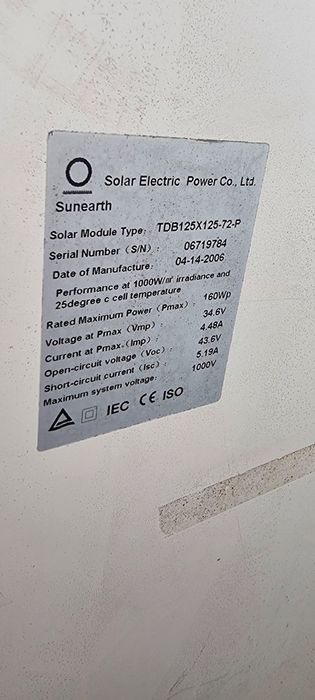 Solar Electric Power Co., Ltd.
Sunearth
Solar Module Type: TDB125X125-72-P
Serial Number (S/N): 06719784
Date of Manufacture: 04-14-2006
Performance at 1000W/㎡ irradiance and
25degree c cell temperature
Rated Maximum Power (Pmax): 160Wp
Voltage at Pmax (Vmp): 34.6V
Current at Pmax. (Imp): 4.48A
Open-circuit voltage (Voc): 43.6V
Short-circuit current (Isc): 5.19A
Maximum system voltage: 1000V
IEC CE ISO